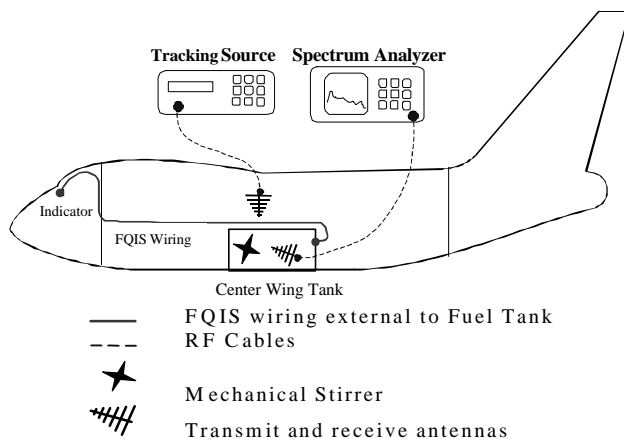 Tracking Source
Spectrum Analyzer
Indicator
FQIS Wiring
Center Wing Tank
FQIS wiring external to Fuel Tank
RF Cables
Mechanical Stirrer
Transmit and receive antennas